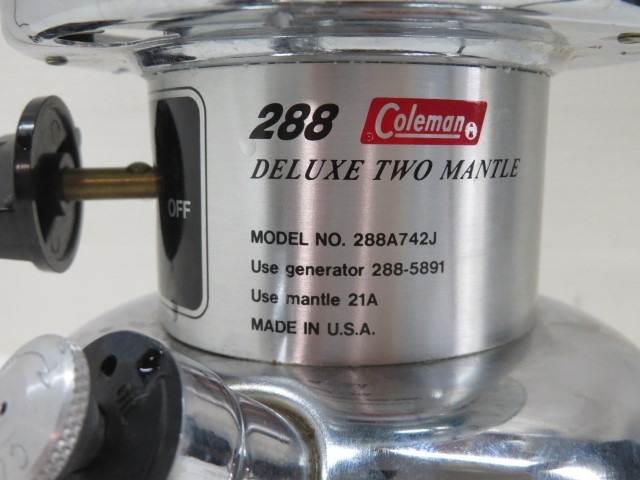 288 Coleman
DELUXE TWO MANTLE
OFF
MODEL NO. 288A742J
Use generator 288-5891
Use mantle 21A
MADE IN U.S.A.